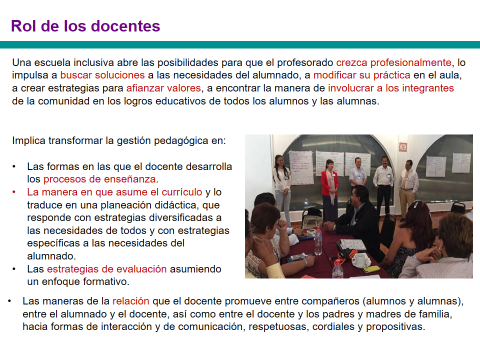 Rol de los docentes
Una escuela inclusiva abre las posibilidades para que el profesorado crezca profesionalmente, lo
impulsa a buscar soluciones a las necesidades del alumnado, a modificar su práctica en el aula,
a crear estrategias para afianzar valores, a encontrar la manera de involucrar a los integrantes
de la comunidad en los logros educativos de todos los alumnos y las alumnas.
Implica transformar la gestión pedagógica en:
• Las formas en las que el docente desarrolla
los procesos de enseñanza.
• La manera en que asume el currículo y lo
traduce en una planeación didáctica, que
responde con estrategias diversificadas a
las necesidades de todos y con estrategias
específicas a las necesidades del
alumnado.
• Las estrategias de evaluación asumiendo
un enfoque formativo.
• Las maneras de la relación que el docente promueve entre compañeros (alumnos y alumnas),
entre el alumnado y el docente, así como entre el docente y los padres y madres de familia,
hacia formas de interacción y de comunicación, respetuosas, cordiales y propositivas.